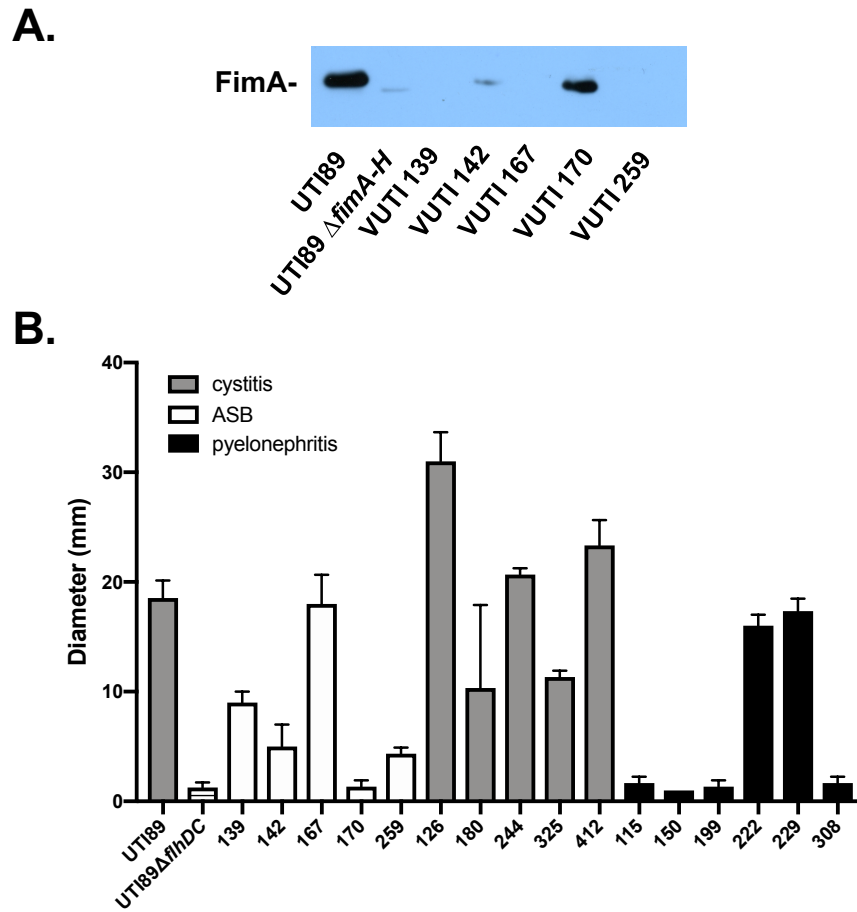 A.
FimA-
UTI89
UTI89 ΔfimA-H
VUTI 139
VUTI 142
VUTI 167
VUTI 170
VUTI 259
B.
40
30
20
10
0
Diameter (mm)
cystitis
ASB
pyelonephritis
UTI89
UTI89ΔflhDC
139
142
167
170
259
126
180
244
325
412
115
150
199
222
229
308